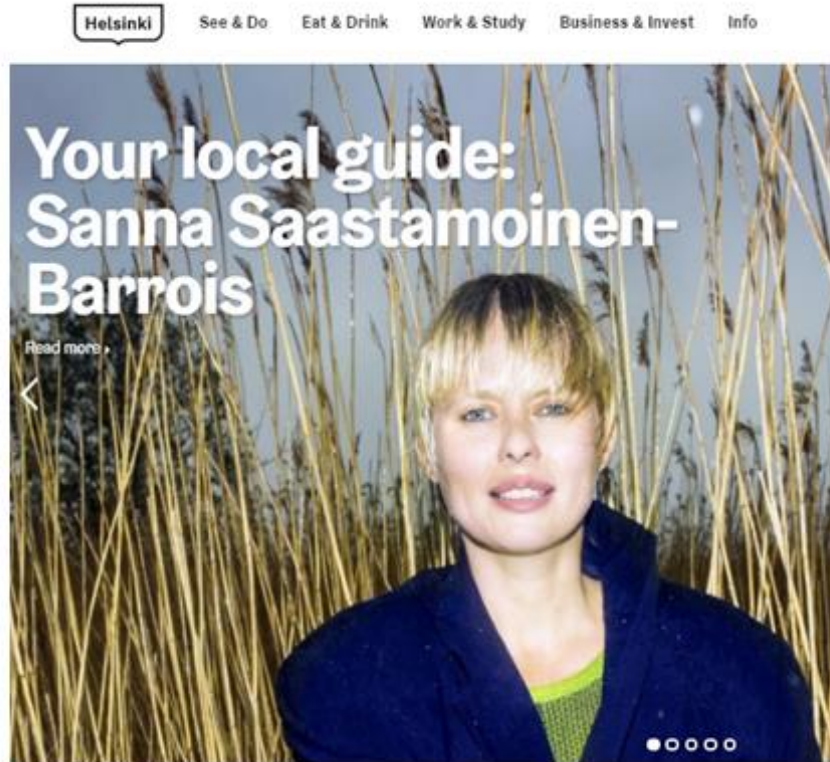 Helsinki See & Do Eat & Drink Work & Study Business & Invest Info
Your local guide:
Sanna Saastamoinen-
Barrois
Read more